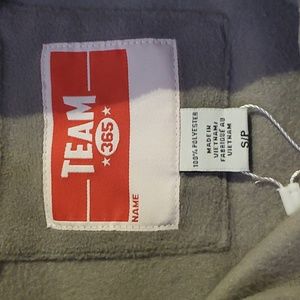 TEAM
★365★
NAME
100% POLYESTER
MADE IN
VIETNAM/
FABRIQUÉ AU
VIETNAM
S/P